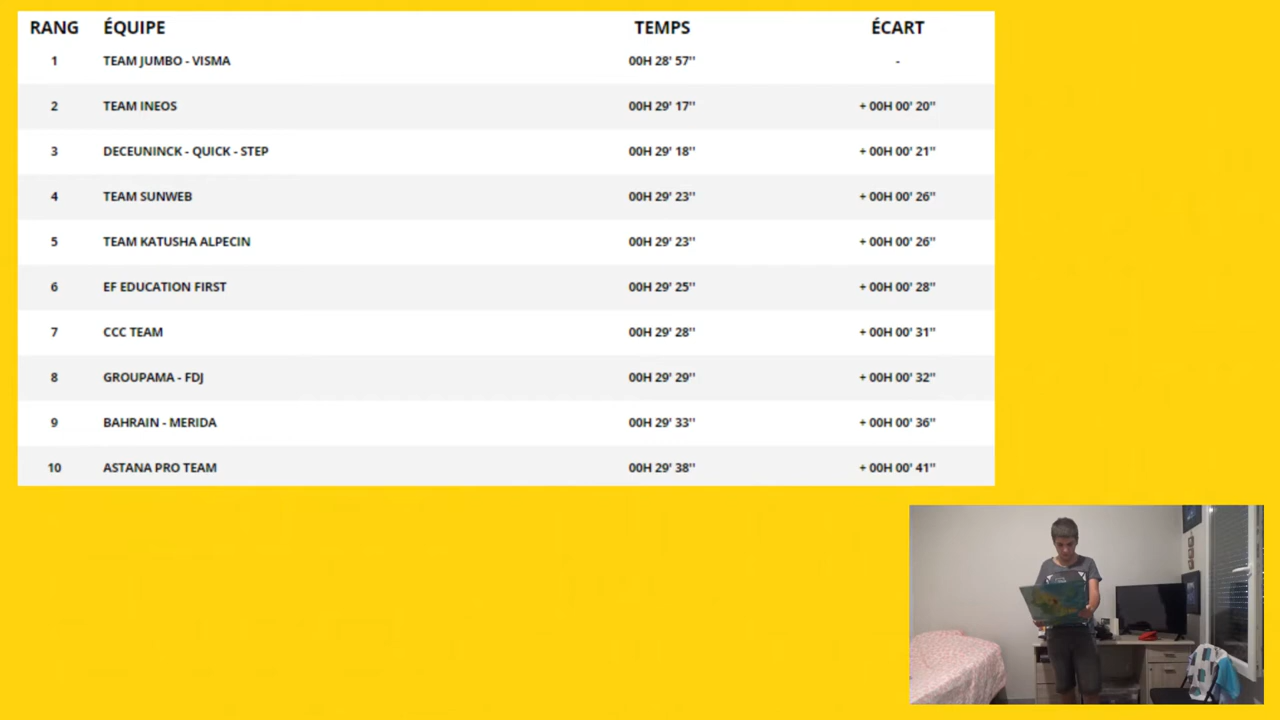 RANG ÉQUIPE TEMPS ÉCART
1 TEAM JUMBO - VISMA 00H 28' 57'' -
2 TEAM INEOS 00H 29' 17'' + 00H 00' 20''
3 DECEUNINCK - QUICK - STEP 00H 29' 18'' + 00H 00' 21''
4 TEAM SUNWEB 00H 29' 23'' + 00H 00' 26''
5 TEAM KATUSHA ALPECIN 00H 29' 23'' + 00H 00' 26''
6 EF EDUCATION FIRST 00H 29' 25'' + 00H 00' 28''
7 CCC TEAM 00H 29' 28'' + 00H 00' 31''
8 GROUPAMA - FDJ 00H 29' 29'' + 00H 00' 32''
9 BAHRAIN - MERIDA 00H 29' 33'' + 00H 00' 36''
10 ASTANA PRO TEAM 00H 29' 38'' + 00H 00' 41''